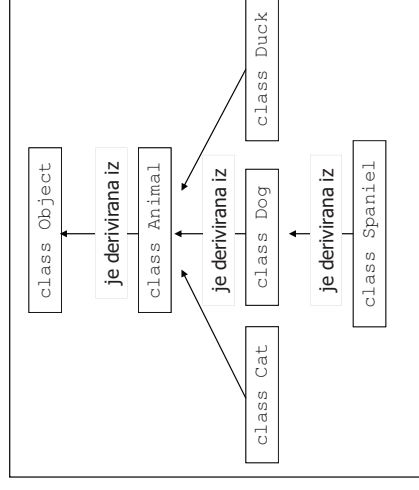 class Object
je derivirana iz
class Animal
je derivirana iz
class Cat
class Dog
class Duck
je derivirana iz
class Spaniel